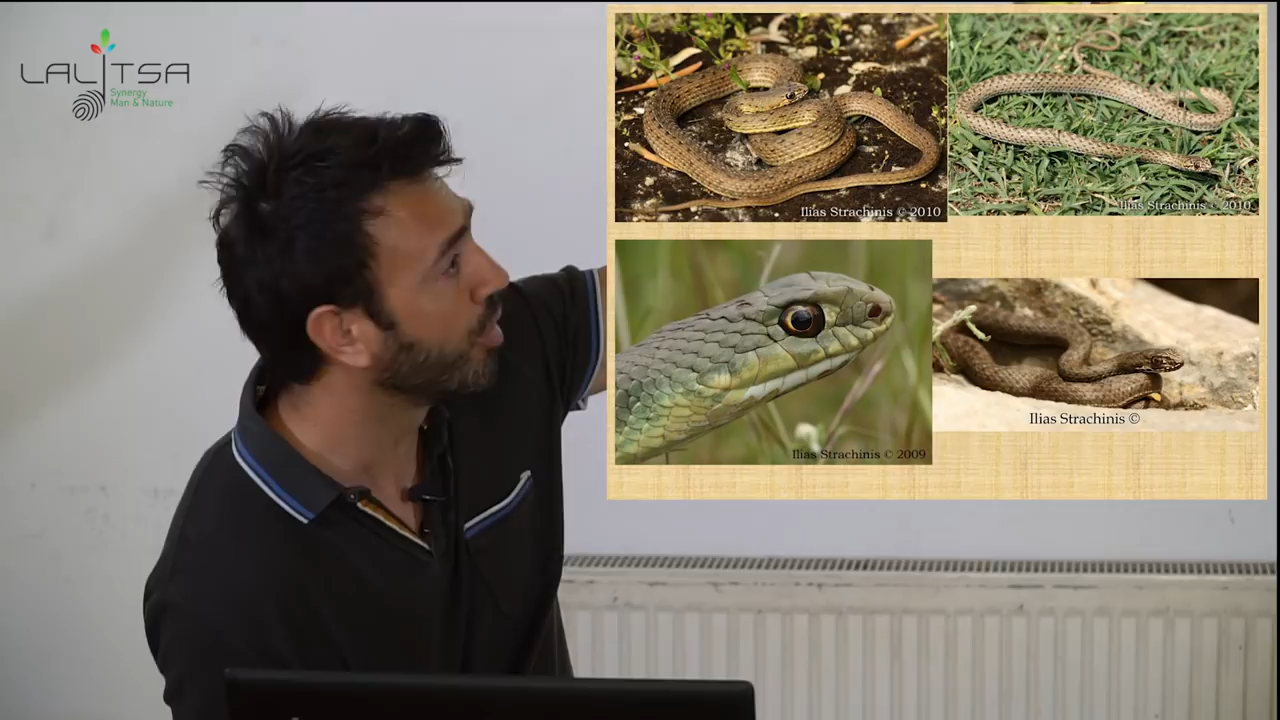 LALITSA
Synergy
Man & Nature
Ilias Strachinis © 2010
Ilias Strachinis © 2010
Ilias Strachinis © 2009
Ilias Strachinis ©